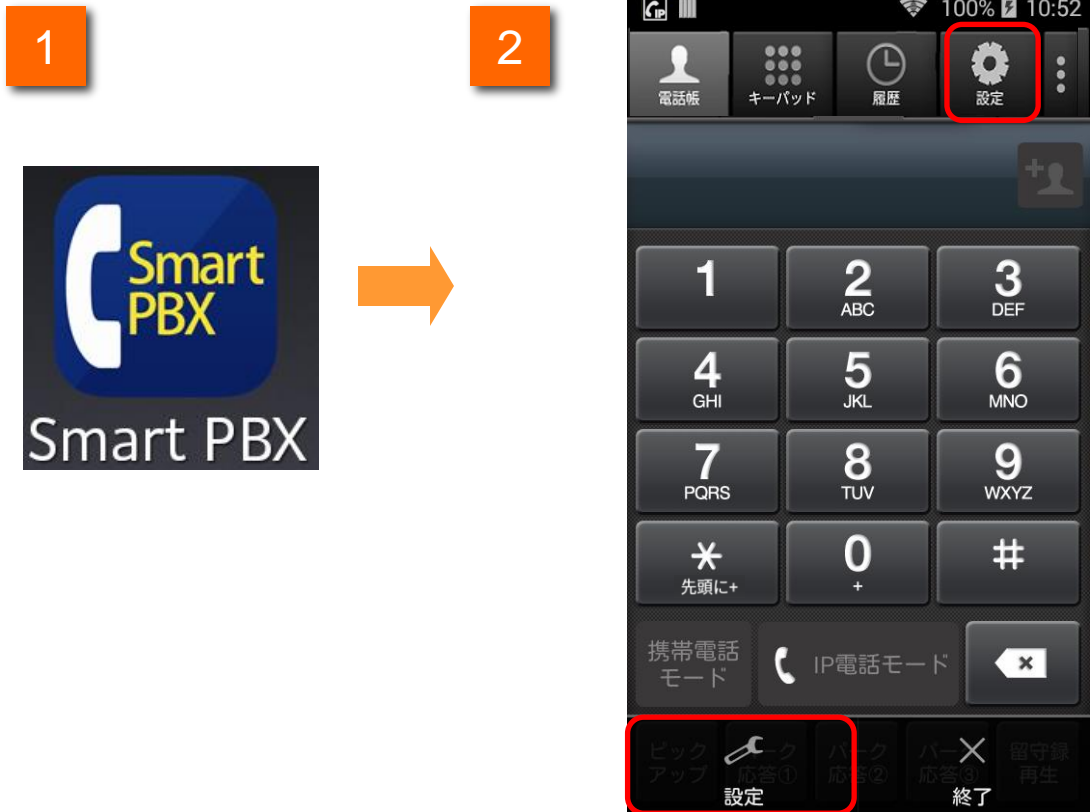 1
2
Smart
PBX
Smart PBX
IP
100% 10:52
電話帳
キーパッド
履歴
設定
1
2
ABC
3
DEF
4
GHI
5
JKL
6
MNO
7
PQRS
8
TUV
9
WXYZ
*
先頭に+
0
+
#
携帯電話
モード
IP電話モード
ピック
アップ
パーク
応答①
パーク
応答②
パーク
応答③
留守録
再生
設定
終了